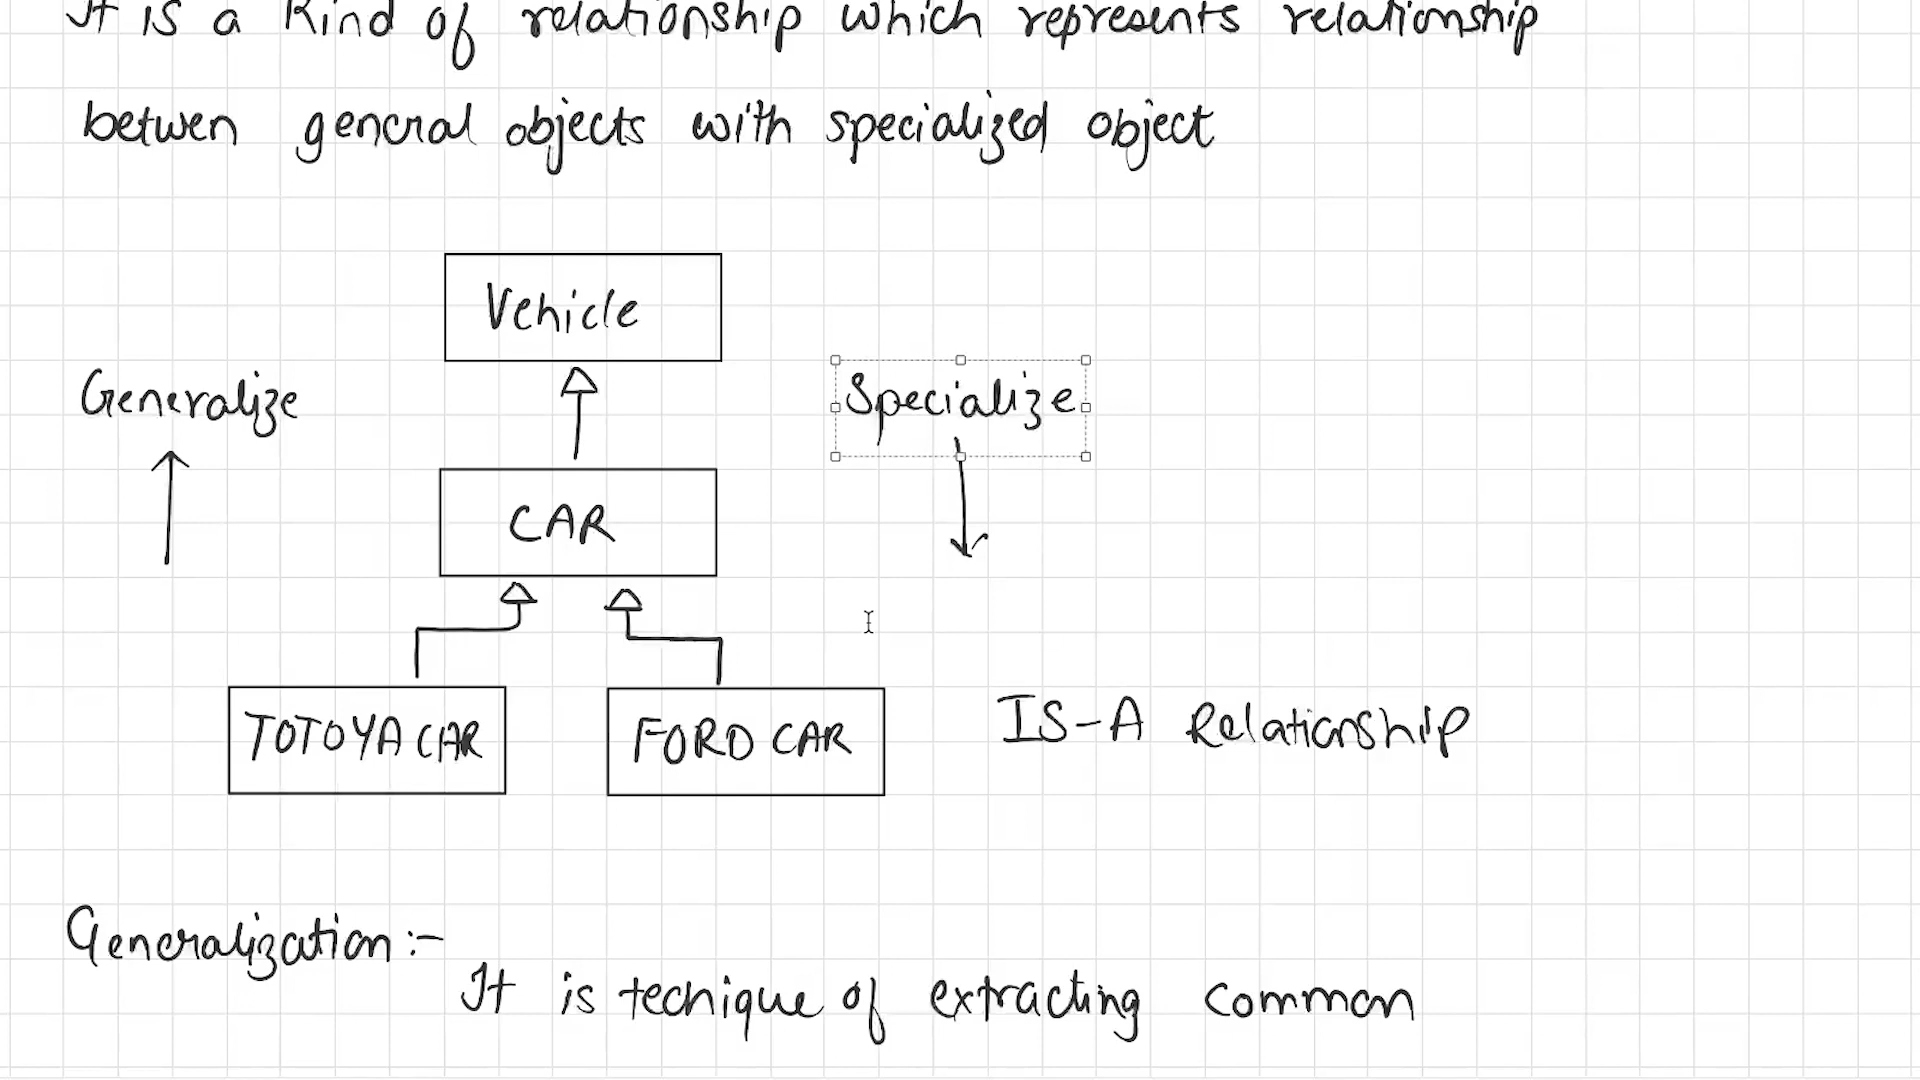 It is a kind of relationship which represents relationship
betwen general objects with specialized object
Vehicle
Generalize
Specialize
CAR
TOTOYA CAR
FORD CAR
IS-A Relationship
Generalization:-
It is technique of extracting common